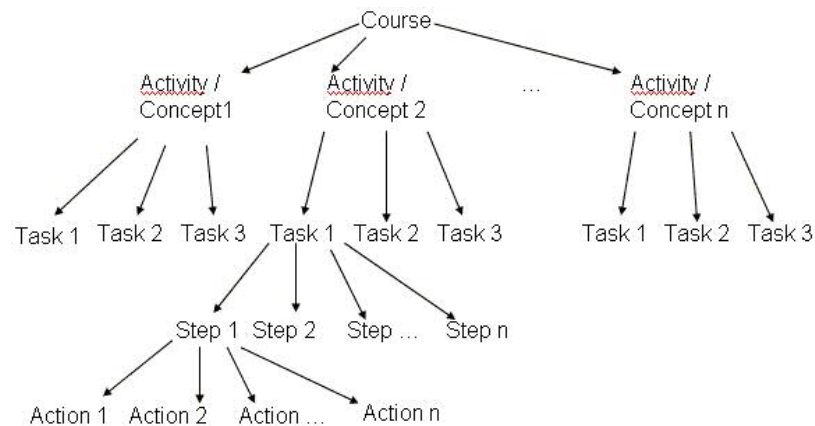 Course
Activity / Activity / ... Activity /
Concept1 Concept 2 Concept n
Task 1 Task 2 Task 3 Task 1 Task 2 Task 3 Task 1 Task 2 Task 3
Step 1 Step 2 Step ... Step n
Action 1 Action 2 Action ... Action n